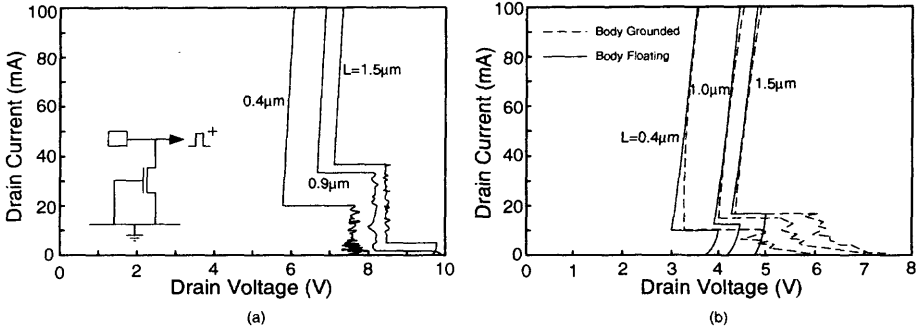 100
80
60
40
20
0
Drain Current (mA)
L=1.5μm
0.4μm
0.9μm
+
0 2 4 6 8 10
Drain Voltage (V)
(a)
100
80
60
40
20
0
Drain Current (mA)
Body Grounded
Body Floating
1.0μm
1.5μm
L=0.4μm
0 1 2 3 4 5 6 7 8
Drain Voltage (V)
(b)